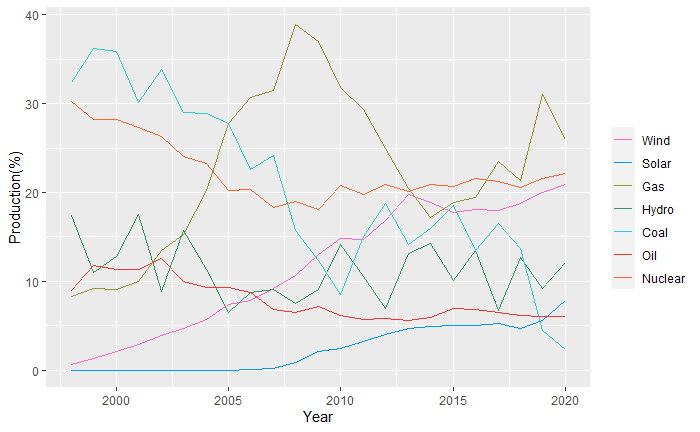 40
30
20
10
0
Production(%)
2000
2005
2010
2015
2020
Year
Wind
Solar
Gas
Hydro
Coal
Oil
Nuclear